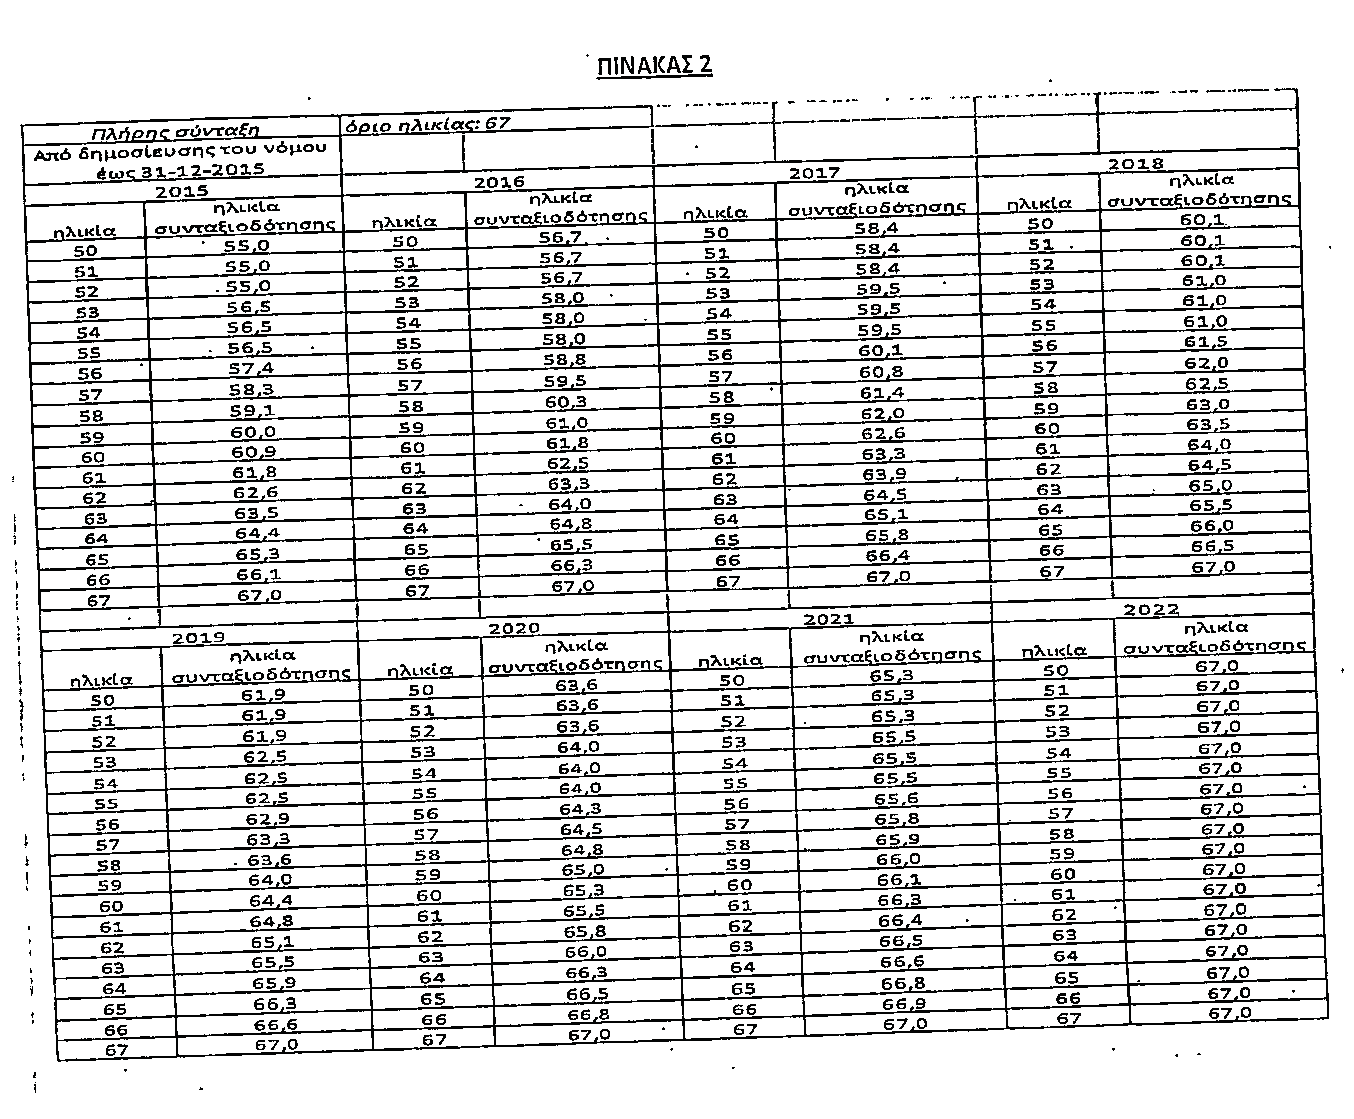 ΠΙΝΑΚΑΣ 2
Πλήρης σύνταξη όριο ηλικίας: 67
Από δημοσίευσης του νόμου
έως 31-12-2015
2015 2016 2017 2018
ηλικία ηλικία συνταξιοδότησης ηλικία ηλικία συνταξιοδότησης ηλικία ηλικία συνταξιοδότησης ηλικία ηλικία συνταξιοδότησης
50 55,0 50 56,7 50 58,4 50 60,1
51 55,0 51 56,7 51 58,4 51 60,1
52 55,0 52 56,7 52 58,4 52 60,1
53 56,5 53 58,0 53 59,5 53 61,0
54 56,5 54 58,0 54 59,5 54 61,0
55 56,5 55 58,0 55 59,5 55 61,0
56 57,4 56 58,8 56 60,1 56 61,5
57 58,3 57 59,5 57 60,8 57 62,0
58 59,1 58 60,3 58 61,4 58 62,5
59 60,0 59 61,0 59 62,0 59 63,0
60 60,9 60 61,8 60 62,6 60 63,5
61 61,8 61 62,5 61 63,3 61 64,0
62 62,6 62 63,3 62 63,9 62 64,5
63 63,5 63 64,0 63 64,5 63 65,0
64 64,4 64 64,8 64 65,1 64 65,5
65 65,3 65 65,5 65 65,8 65 66,0
66 66,1 66 66,3 66 66,4 66 66,5
67 67,0 67 67,0 67 67,0 67 67,0
2019 2020 2021 2022
ηλικία ηλικία συνταξιοδότησης ηλικία ηλικία συνταξιοδότησης ηλικία ηλικία συνταξιοδότησης ηλικία ηλικία συνταξιοδότησης
50 61,9 50 63,6 50 65,3 50 67,0
51 61,9 51 63,6 51 65,3 51 67,0
52 61,9 52 63,6 52 65,3 52 67,0
53 62,5 53 64,0 53 65,5 53 67,0
54 62,5 54 64,0 54 65,5 54 67,0
55 62,5 55 64,0 55 65,5 55 67,0
56 62,9 56 64,3 56 65,6 56 67,0
57 63,3 57 64,5 57 65,8 57 67,0
58 63,6 58 64,8 58 65,9 58 67,0
59 64,0 59 65,0 59 66,0 59 67,0
60 64,4 60 65,3 60 66,1 60 67,0
61 64,8 61 65,5 61 66,3 61 67,0
62 65,1 62 65,8 62 66,4 62 67,0
63 65,5 63 66,0 63 66,5 63 67,0
64 65,9 64 66,3 64 66,6 64 67,0
65 66,3 65 66,5 65 66,8 65 67,0
66 66,6 66 66,8 66 66,9 66 67,0
67 67,0 67 67,0 67 67,0 67 67,0